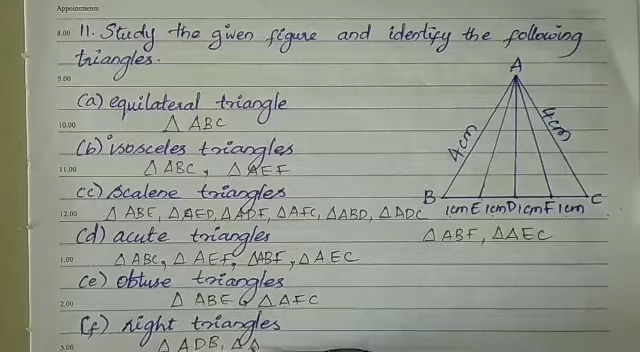 Appointments
8.00 11. Study the given figure and identify the following
triangles.
9.00
A
(a) equilateral triangle
10.00 △ ABC
4cm 4cm
(b) isosceles triangles
11.00 △ ABC, △ AEF
(c) scalene triangles
B 1cm E 1cm D 1cm F 1cm C
12.00 △ ABE, △AED, △ADF, △AFC, △ABD, △ADC
△ ABF, △AEC
(d) acute triangles
1.00 △ ABC, △ AEF, △ABF, △AEC
(e) obtuse triangles
2.00 △ ABE, △AFC
(f) right triangles
3.00 △ ADB, △